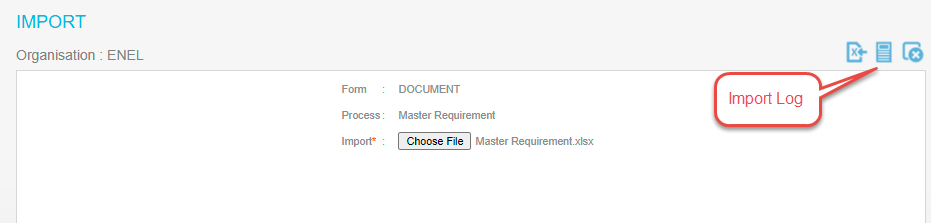 IMPORT
Organisation : ENEL
Import Log
Form : DOCUMENT
Process : Master Requirement
Import* : Choose File Master Requirement.xlsx